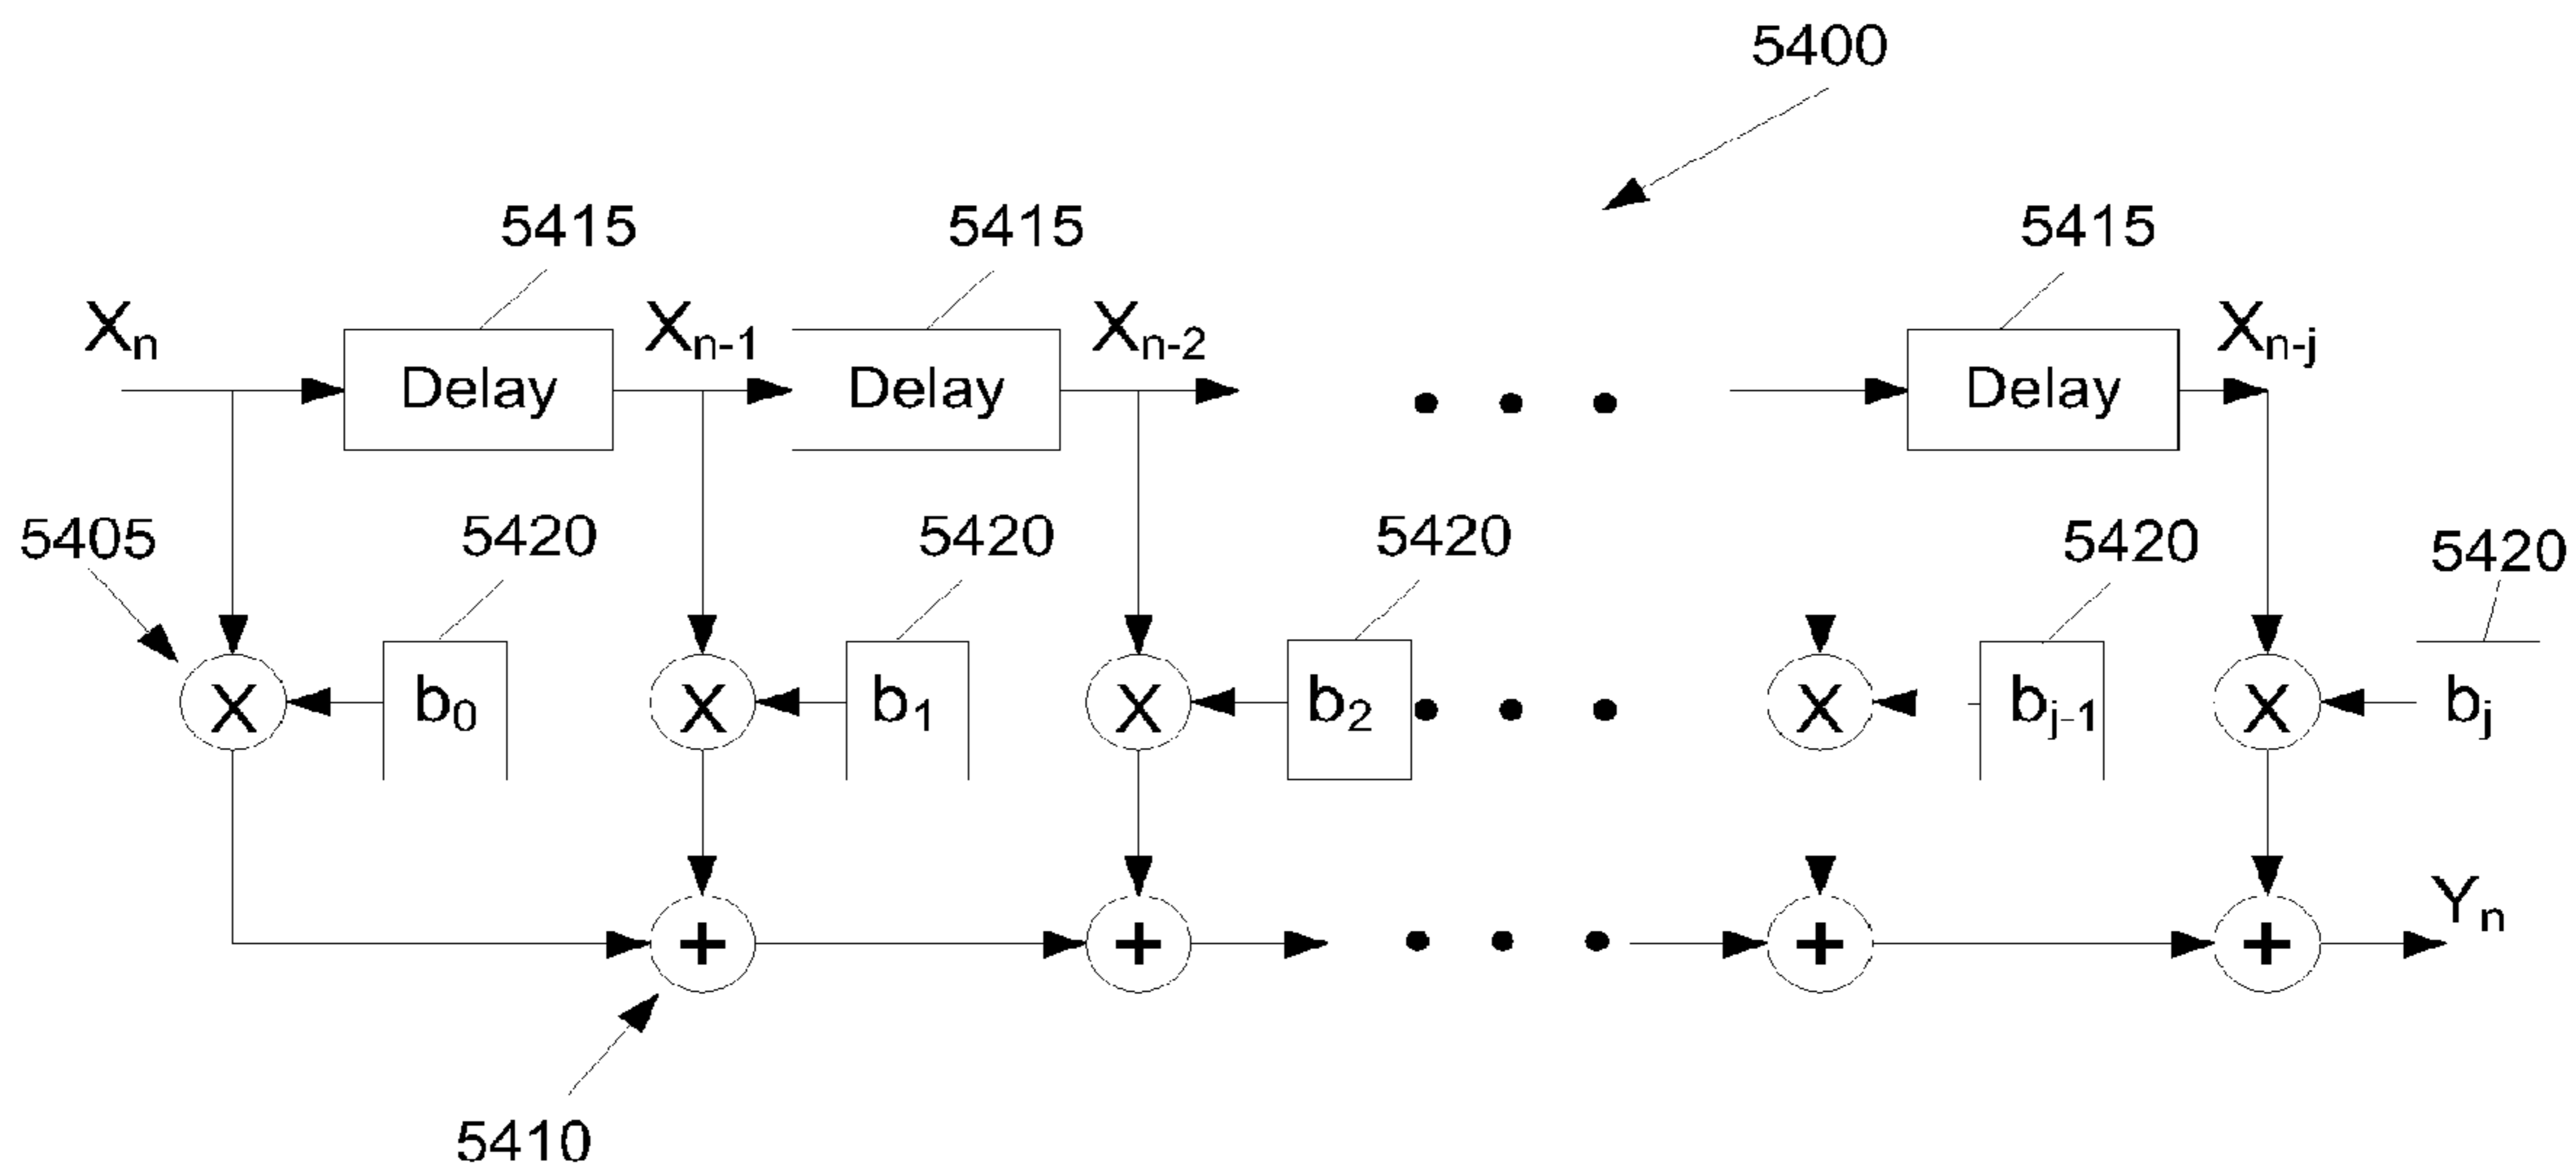 5400
5415 5415 5415
Xn Xn-1 Xn-2 Xn-j
Delay Delay Delay
5405 5420 5420 5420 5420 5420
X b0 X b1 X b2 X bj-1 X bj
Yn
+ + + +
5410